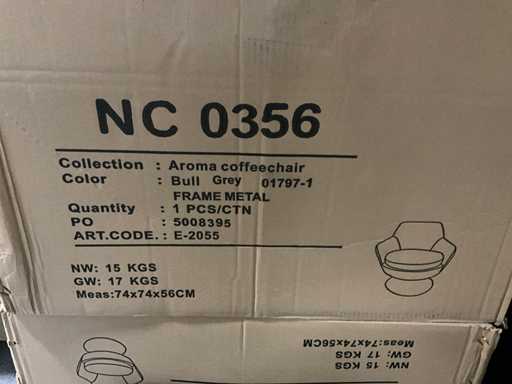 NC 0356
Collection : Aroma coffeechair
Color : Bull Grey 01797-1
FRAME METAL
Quantity : 1 PCS/CTN
PO : 5008395
ART.CODE. : E-2055
NW: 15 KGS
GW: 17 KGS
Meas:74x74x56CM
Meas:74x74x56CM
GW: 17 KGS
NW: 15 KGS